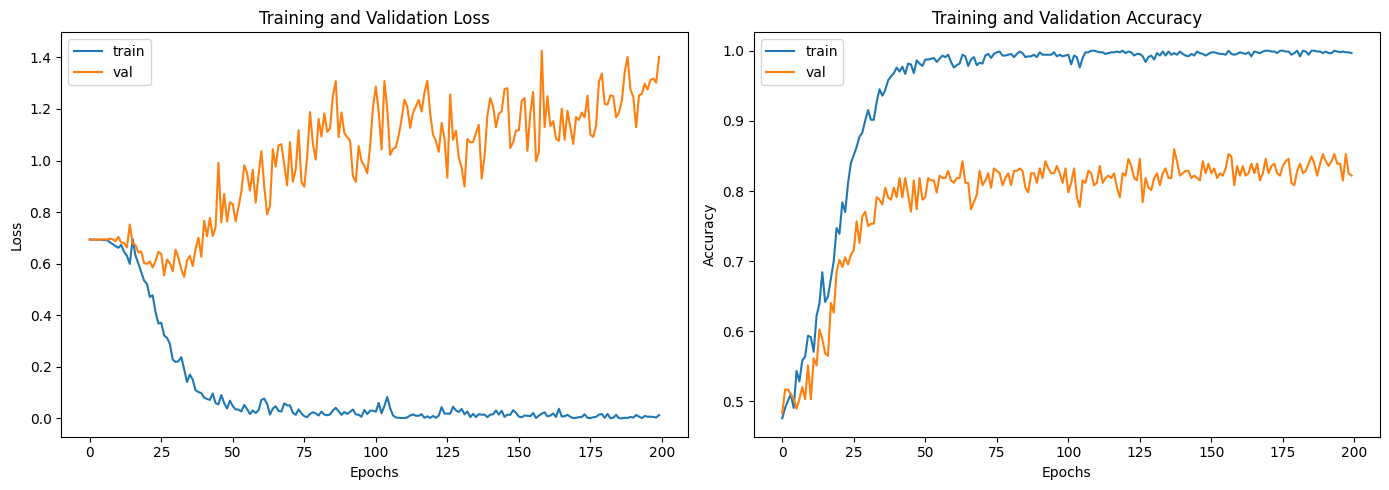 Training and Validation Loss
train
val
1.4
1.2
1.0
0.8
0.6
0.4
0.2
0.0
Loss
0 25 50 75 100 125 150 175 200
Epochs
Training and Validation Accuracy
train
val
1.0
0.9
0.8
0.7
0.6
0.5
Accuracy
0 25 50 75 100 125 150 175 200
Epochs